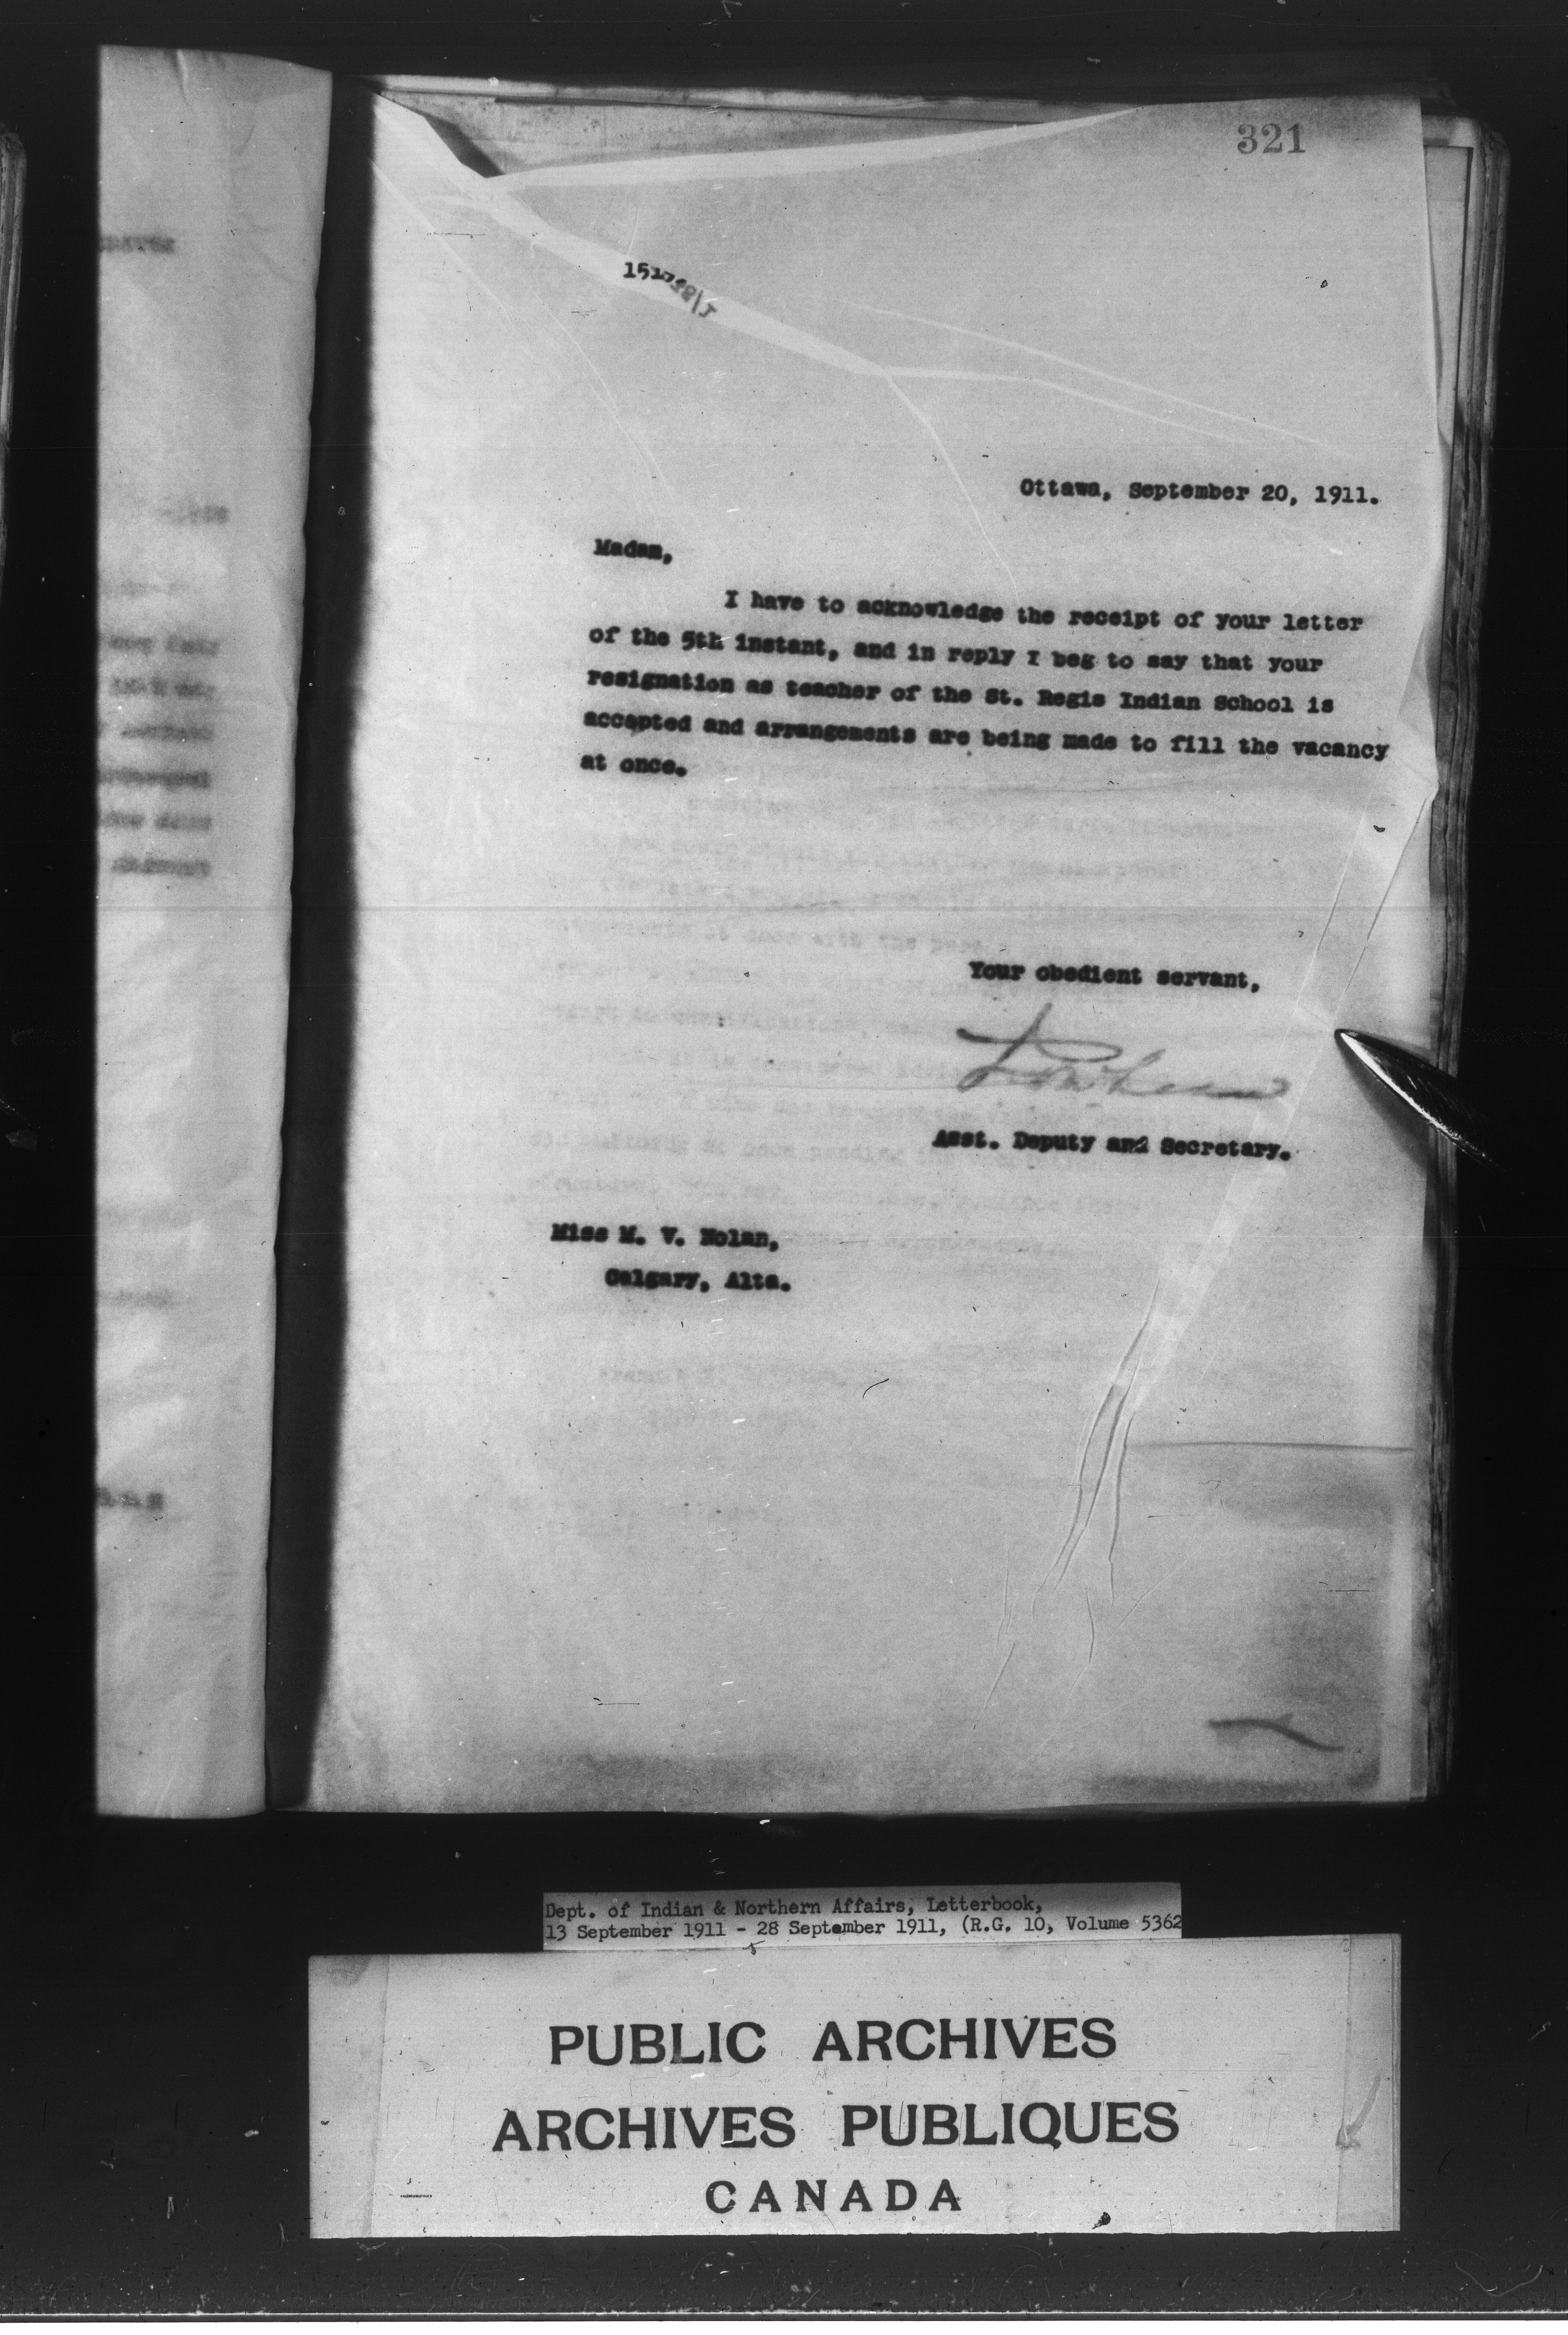 321
Ottawa, September 20, 1911.
Madam,
I have to acknowledge the receipt of your letter
of the 5th instant, and in reply I beg to say that your
resignation as teacher of the St. Regis Indian School is
accepted and arrangements are being made to fill the vacancy
at once.
Your obedient servant,
Asst. Deputy and Secretary.
Miss M. V. Nolan,
Calgary, Alta.
Dept. of Indian & Northern Affairs, Letterbook,
13 September 1911 - 28 September 1911, (R.G. 10, Volume 5362
PUBLIC ARCHIVES
ARCHIVES PUBLIQUES
CANADA